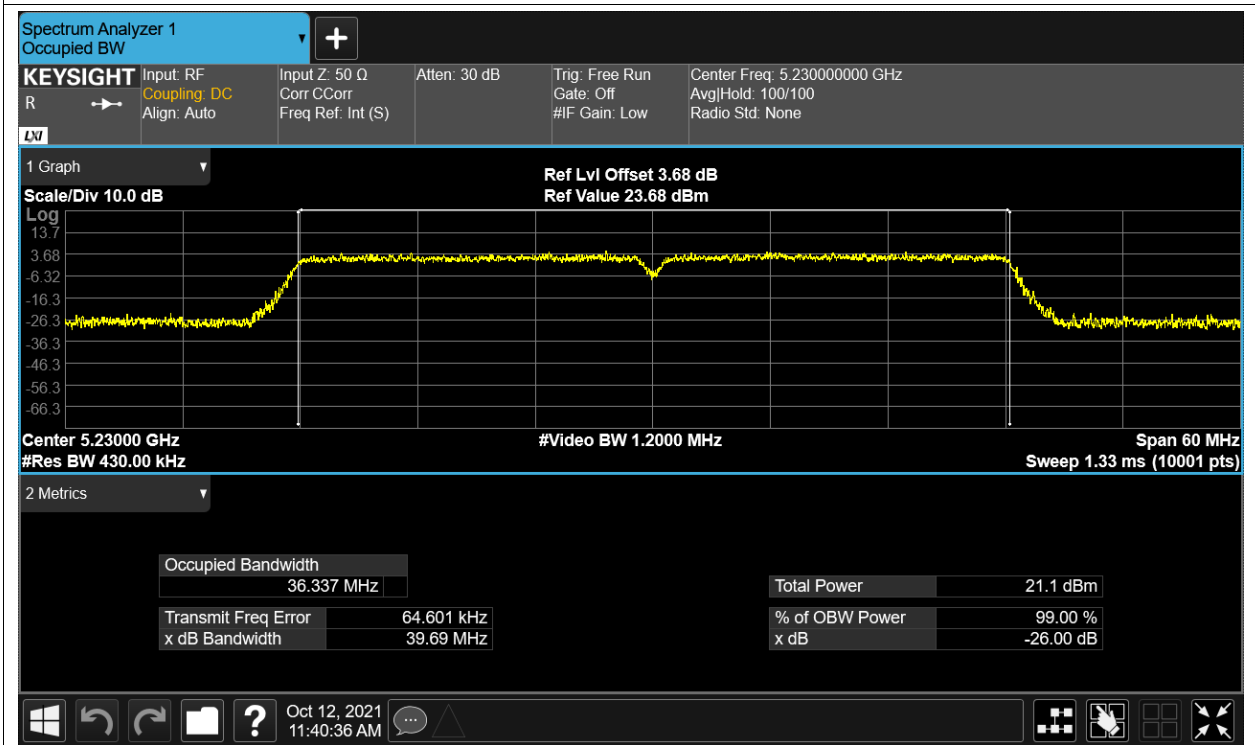 Spectrum Analyzer 1
Occupied BW
KEYSIGHT
R
LXI
Input: RF
Coupling: DC
Align: Auto
Input Z: 50 Ω
Corr CCorr
Freq Ref: Int (S)
Atten: 30 dB
Trig: Free Run
Gate: Off
#IF Gain: Low
Center Freq: 5.230000000 GHz
Avg|Hold: 100/100
Radio Std: None
1 Graph
Scale/Div 10.0 dB
Ref Lvl Offset 3.68 dB
Ref Value 23.68 dBm
Log
13.7
3.68
-6.32
-16.3
-26.3
-36.3
-46.3
-56.3
-66.3
Center 5.23000 GHz
#Res BW 430.00 kHz
#Video BW 1.2000 MHz
Span 60 MHz
Sweep 1.33 ms (10001 pts)
2 Metrics
Occupied Bandwidth
36.337 MHz
Transmit Freq Error 64.601 kHz
x dB Bandwidth 39.69 MHz
Total Power 21.1 dBm
% of OBW Power 99.00 %
x dB -26.00 dB
?
Oct 12, 2021
11:40:36 AM